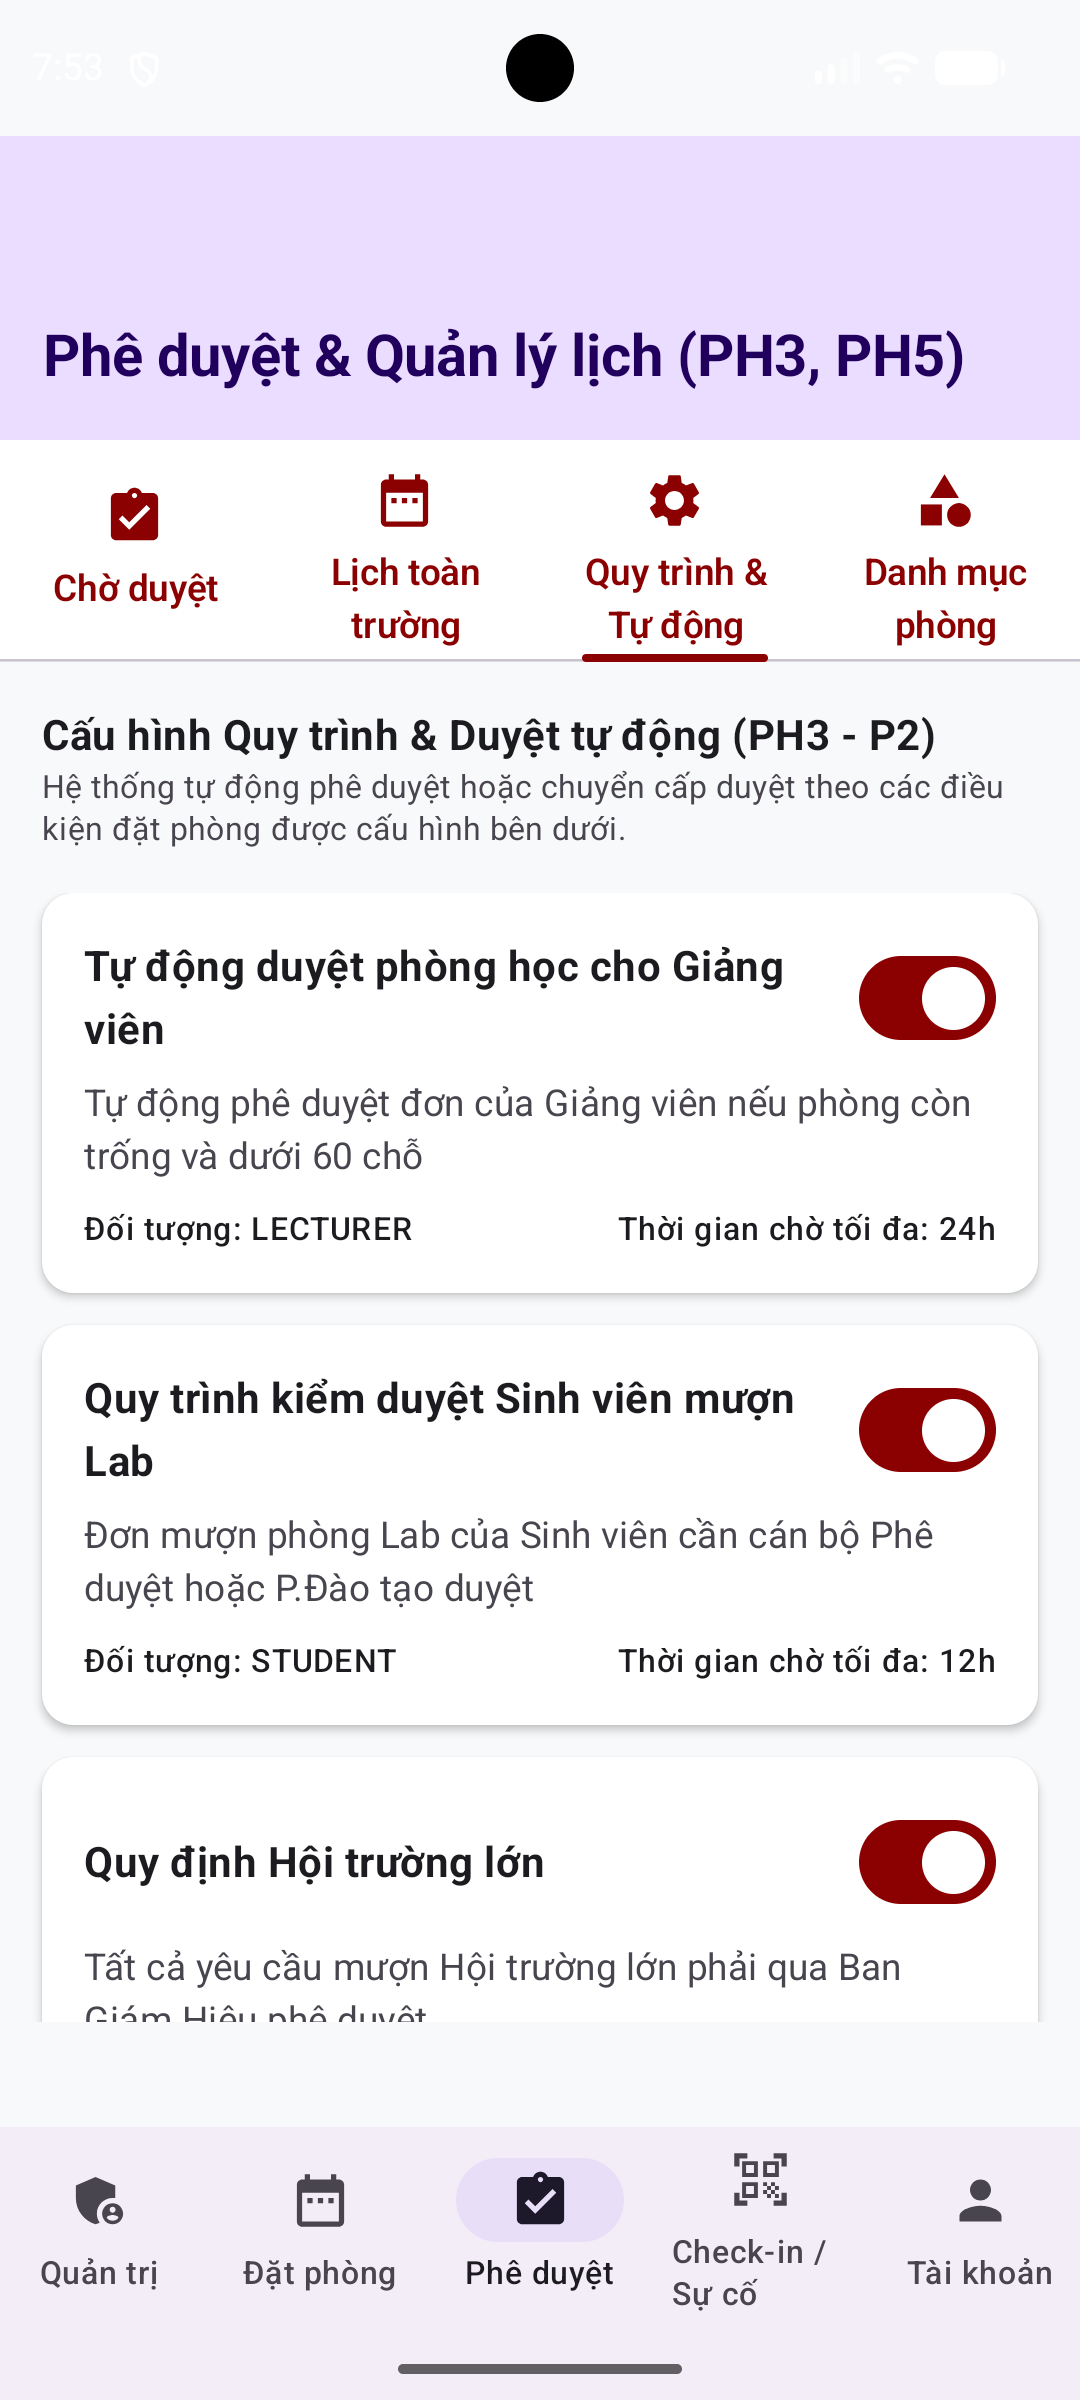 7:53
Phê duyệt & Quản lý lịch (PH3, PH5)
Chờ duyệt
Lịch toàn
trường
Quy trình &
Tự động
Danh mục
phòng
Cấu hình Quy trình & Duyệt tự động (PH3 - P2)
Hệ thống tự động phê duyệt hoặc chuyển cấp duyệt theo các điều
kiện đặt phòng được cấu hình bên dưới.
Tự động duyệt phòng học cho Giảng
viên
Tự động phê duyệt đơn của Giảng viên nếu phòng còn
trống và dưới 60 chỗ
Đối tượng: LECTURER
Thời gian chờ tối đa: 24h
Quy trình kiểm duyệt Sinh viên mượn
Lab
Đơn mượn phòng Lab của Sinh viên cần cán bộ Phê
duyệt hoặc P.Đào tạo duyệt
Đối tượng: STUDENT
Thời gian chờ tối đa: 12h
Quy định Hội trường lớn
Tất cả yêu cầu mượn Hội trường lớn phải qua Ban
Giám Hiệu phê duyệt
Quản trị
Đặt phòng
Phê duyệt
Check-in /
Sự cố
Tài khoản